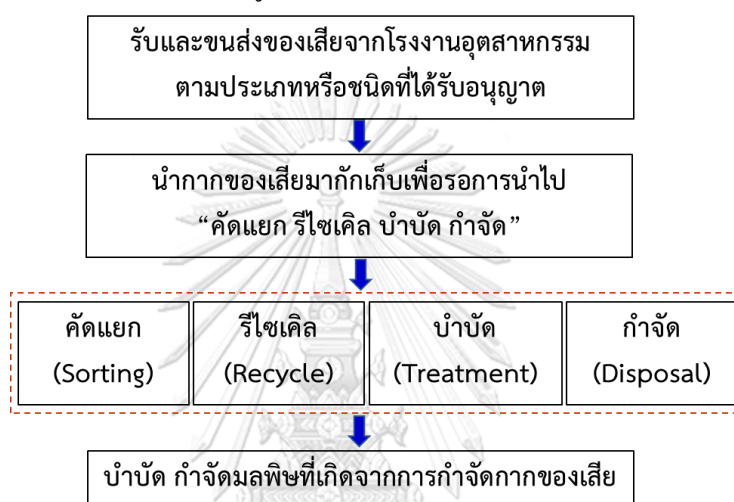 รับและขนส่งของเสียจากโรงงานอุตสาหกรรม
ตามประเภทหรือชนิดที่ได้รับอนุญาต
นำกากของเสียมากักเก็บเพื่อรอการนำไป
“คัดแยก รีไซเคิล บำบัด กำจัด”
คัดแยก
(Sorting)
รีไซเคิล
(Recycle)
บำบัด
(Treatment)
กำจัด
(Disposal)
บำบัด กำจัดมลพิษที่เกิดจากการกำจัดกากของเสีย